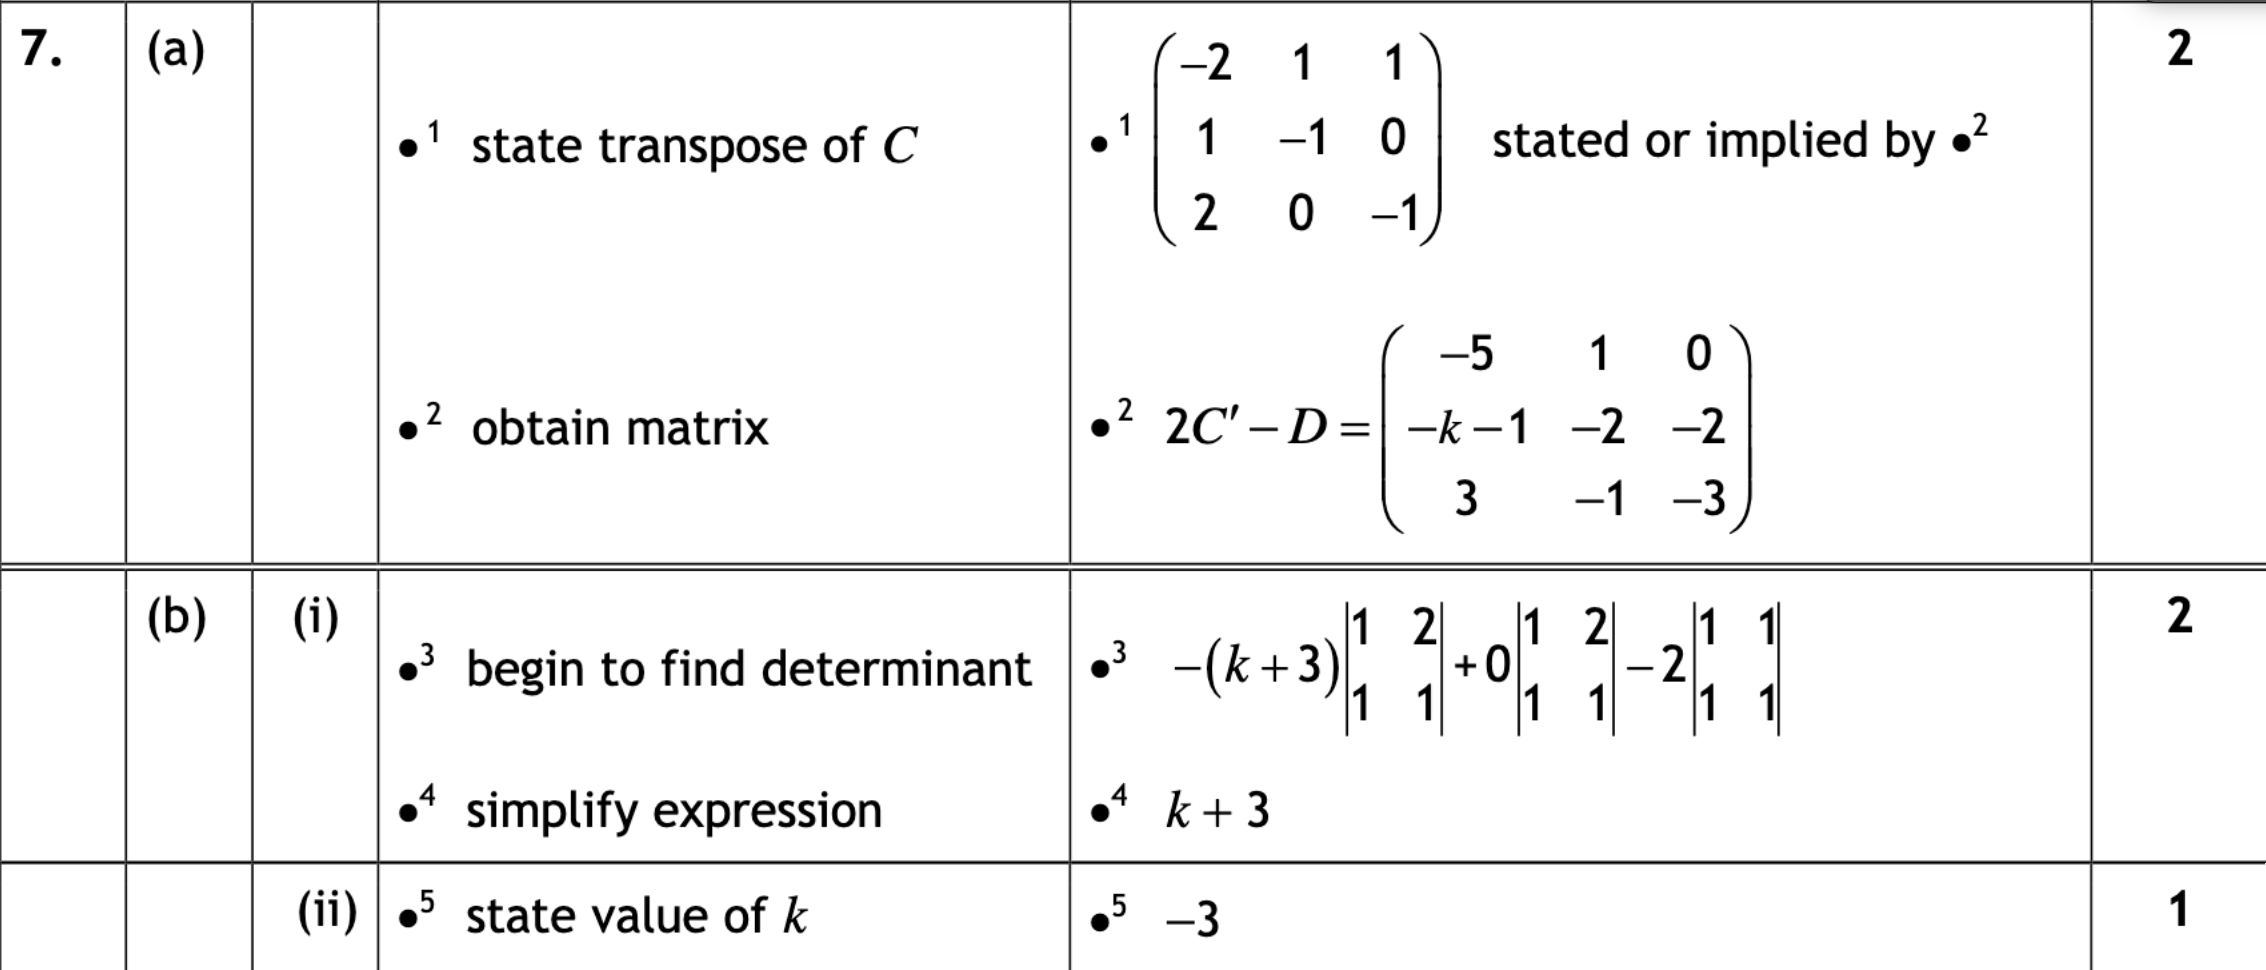 7. (a) •¹ state transpose of C •¹ (−2 1 1; 1 −1 0; 2 0 −1) stated or implied by •² 2
•² obtain matrix •² 2C′ − D = (−5 1 0; −k − 1 −2 −2; 3 −1 −3)
(b) (i) •³ begin to find determinant •³ −(k + 3)|1 2; 1 1| + 0|1 2; 1 1| − 2|1 1; 1 1| 2
•⁴ simplify expression •⁴ k + 3
(ii) •⁵ state value of k •⁵ −3 1